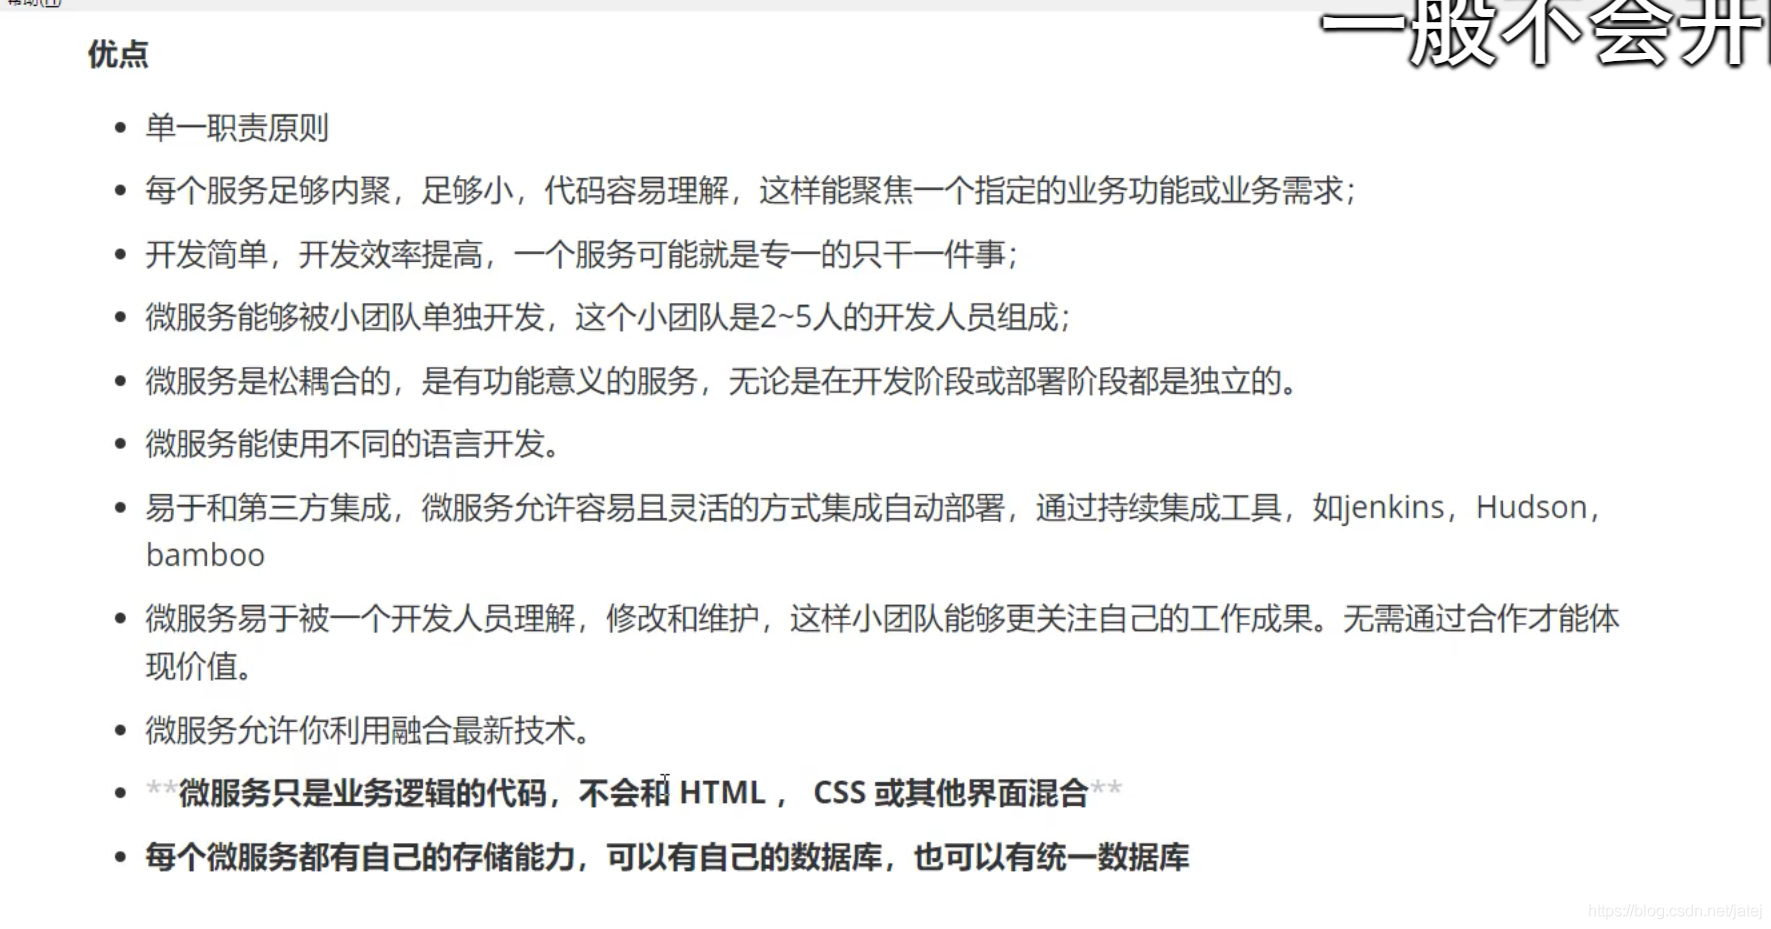 帮助(H)
一般不会开
优点
单一职责原则
每个服务足够内聚，足够小，代码容易理解，这样能聚焦一个指定的业务功能或业务需求；
开发简单，开发效率提高，一个服务可能就是专一的只干一件事；
微服务能够被小团队单独开发，这个小团队是2~5人的开发人员组成；
微服务是松耦合的，是有功能意义的服务，无论是在开发阶段或部署阶段都是独立的。
微服务能使用不同的语言开发。
易于和第三方集成，微服务允许容易且灵活的方式集成自动部署，通过持续集成工具，如jenkins，Hudson，
bamboo
微服务易于被一个开发人员理解，修改和维护，这样小团队能够更关注自己的工作成果。无需通过合作才能体
现价值。
微服务允许你利用融合最新技术。
**微服务只是业务逻辑的代码，不会和 HTML ， CSS 或其他界面混合**
每个微服务都有自己的存储能力，可以有自己的数据库，也可以有统一数据库
https://blog.csdn.net/jatej